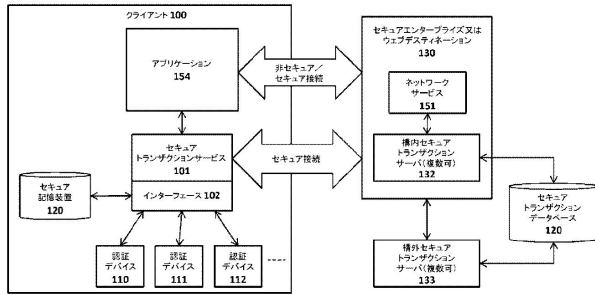 クライアント 100
アプリケーション
154
非セキュア／
セキュア接続
セキュアエンタープライズ又は
ウェブデスティネーション
130
ネットワーク
サービス
151
セキュア
トランザクションサービス
101
インターフェース 102
セキュア接続
構内セキュア
トランザクション
サーバ(複数可)
132
セキュア
記憶装置
120
セキュア
トランザクション
データベース
120
認証
デバイス
110
認証
デバイス
111
認証
デバイス
112
構外セキュア
トランザクション
サーバ(複数可)
133